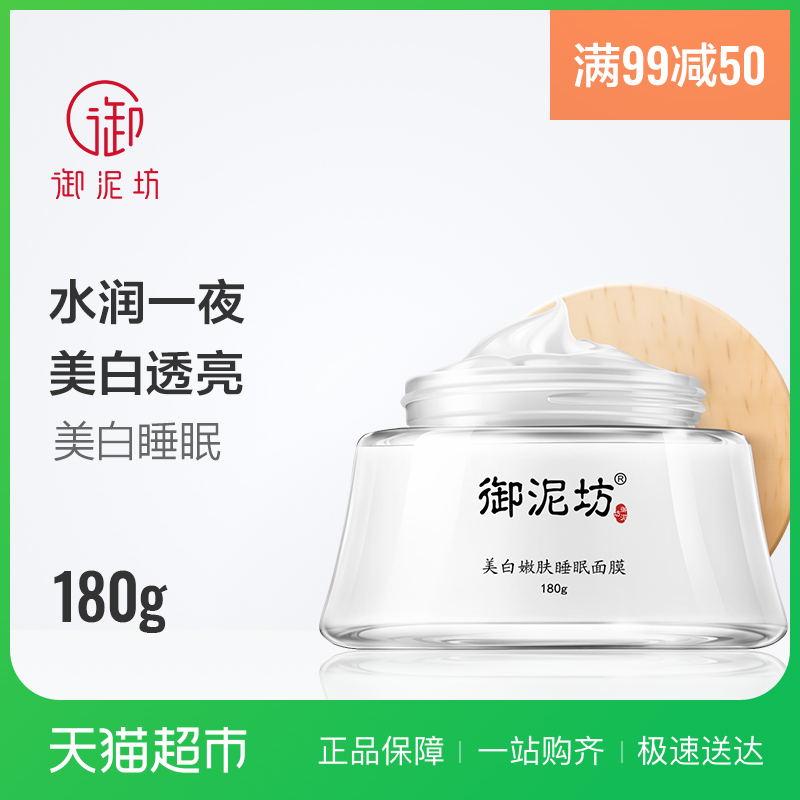 满99减50
御
御泥坊
水润一夜
美白透亮
美白睡眠
180g
御泥坊®
美白嫩肤睡眠面膜
180g
天猫超市
正品保障
一站购齐
极速送达